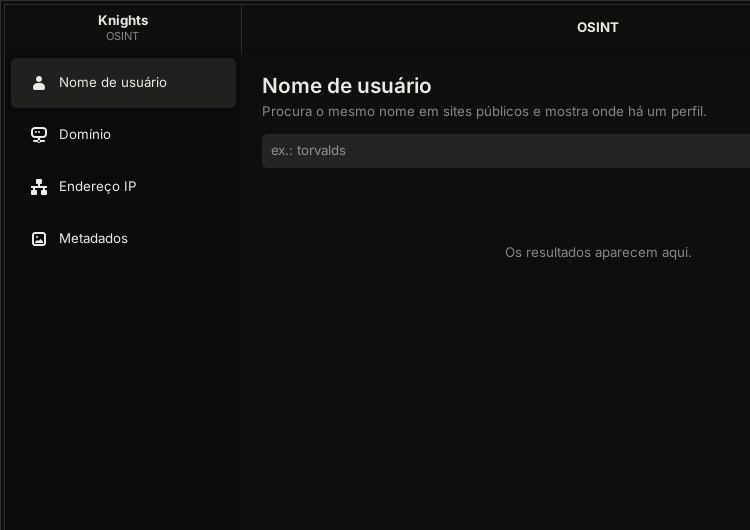 Knights
OSINT
OSINT
Nome de usuário
Domínio
Endereço IP
Metadados
Nome de usuário
Procura o mesmo nome em sites públicos e mostra onde há um perfil.
ex.: torvalds
Os resultados aparecem aqui.